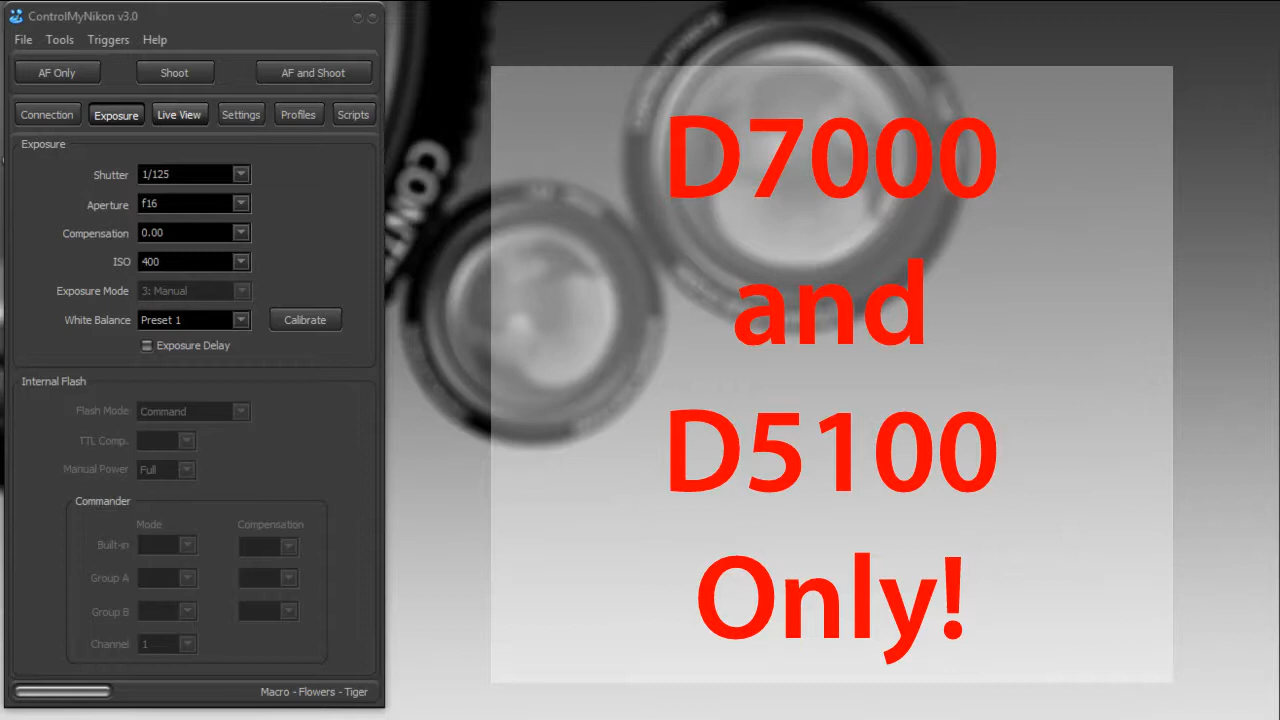 ControlMyNikon v3.0
File Tools Triggers Help
AF Only Shoot AF and Shoot
Connection Exposure Live View Settings Profiles Scripts
Exposure
Shutter 1/125
Aperture f16
Compensation 0.00
ISO 400
Exposure Mode 3: Manual
White Balance Preset 1 Calibrate
Exposure Delay
Internal Flash
Flash Mode: Command
TTL Comp.
Manual Power Full
Commander
Mode Compensation
Built-in
Group A
Group B
Channel 1
Macro - Flowers - Tiger
CONT
D7000
and
D5100
Only!